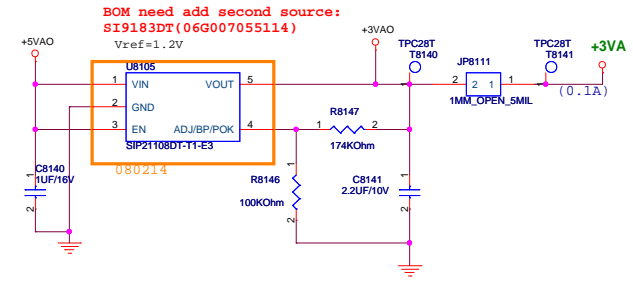 BOM need add second source:
SI9183DT(06G007055114)
+5VAO
Vref=1.2V
+3VAO
TPC28T
T8140
TPC28T
T8141
+3VA
U8105
JP8111
1 VIN VOUT 5
2 GND
3 EN ADJ/BP/POK 4
SIP21108DT-T1-E3
2 2 1 1
1MM_OPEN_5MIL
(0.1A)
1
1
R8147
1 2
174KOhm
080214
C8140
1UF/16V
1
2
R8146
100KOhm
1
2
C8141
2.2UF/10V
1
2